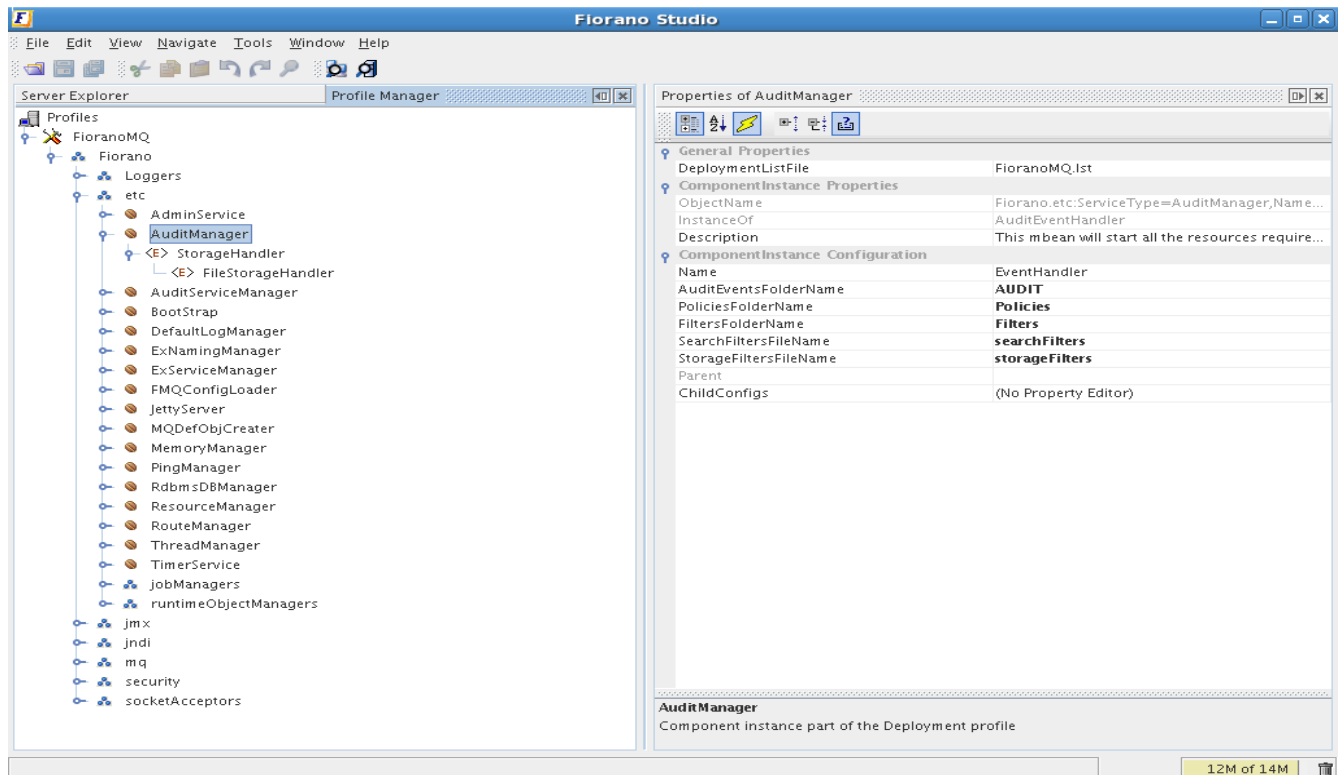 Fiorano Studio
File Edit View Navigate Tools Window Help
Server Explorer
Profile Manager
Profiles
FioranoMQ
Fiorano
Loggers
etc
AdminService
AuditManager
<E> StorageHandler
<E> FileStorageHandler
AuditServiceManager
BootStrap
DefaultLogManager
ExNamingManager
ExServiceManager
FMQConfigLoader
JettyServer
MQDefObjCreater
MemoryManager
PingManager
RdbmsDBManager
ResourceManager
RouteManager
ThreadManager
TimerService
jobManagers
runtimeObjectManagers
jmx
jndi
mq
security
socketAcceptors
Properties of AuditManager
General Properties
DeploymentListFile FioranoMQ.lst
ComponentInstance Properties
ObjectName Fiorano.etc:ServiceType=AuditManager,Name...
InstanceOf AuditEventHandler
Description This mbean will start all the resources require...
ComponentInstance Configuration
Name EventHandler
AuditEventsFolderName AUDIT
PoliciesFolderName Policies
FiltersFolderName Filters
SearchFiltersFileName searchFilters
StorageFiltersFileName storageFilters
Parent
ChildConfigs (No Property Editor)
AuditManager
Component instance part of the Deployment profile
12M of 14M